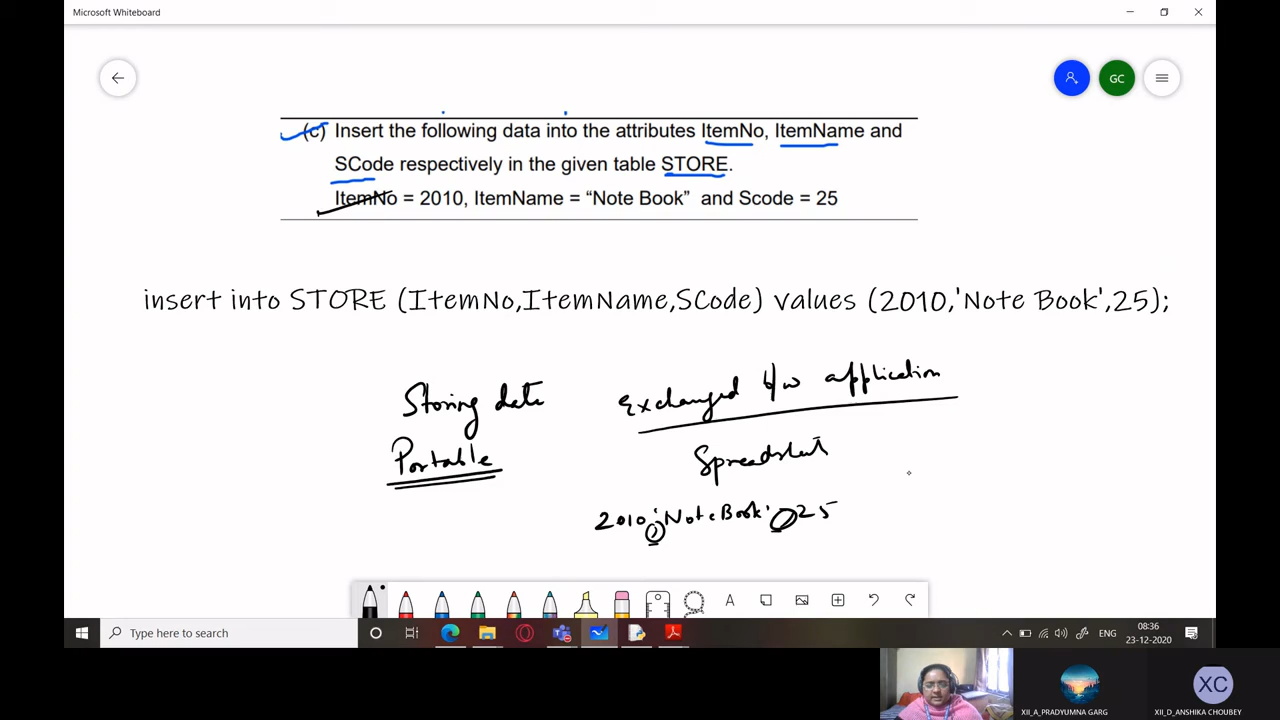 Microsoft Whiteboard
GC
(c) Insert the following data into the attributes ItemNo, ItemName and
SCode respectively in the given table STORE.
ItemNo = 2010, ItemName = “Note Book” and Scode = 25
insert into STORE (ItemNo,ItemName,SCode) values (2010,'Note Book',25);
Storing data
Exchanged b/w application
Portable
Spreadsheet
2010,'NoteBook',25
A
Type here to search
ENG
08:36
23-12-2020
XC
XII_A_PRADYUMNA GARG
XII_D_ANSHIKA CHOUBEY